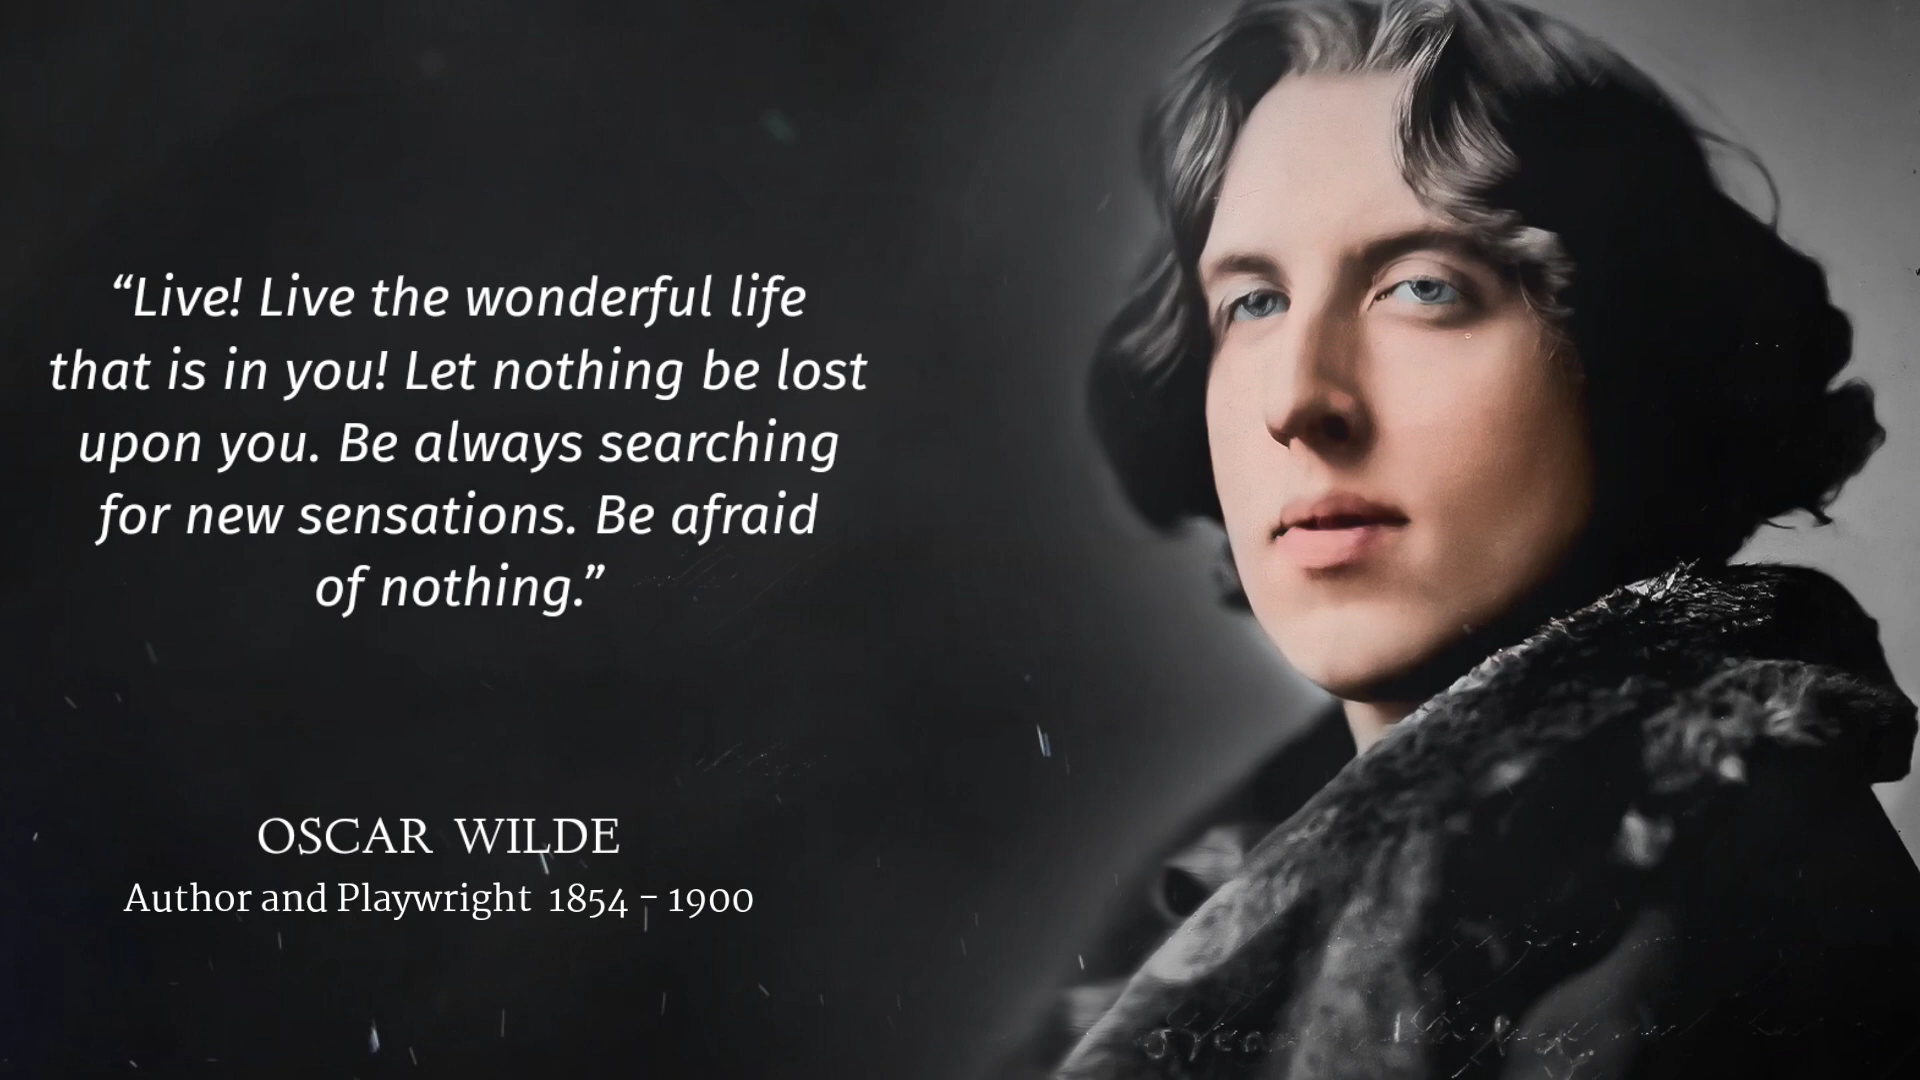 “Live! Live the wonderful life
that is in you! Let nothing be lost
upon you. Be always searching
for new sensations. Be afraid
of nothing.”
OSCAR WILDE
Author and Playwright 1854 – 1900